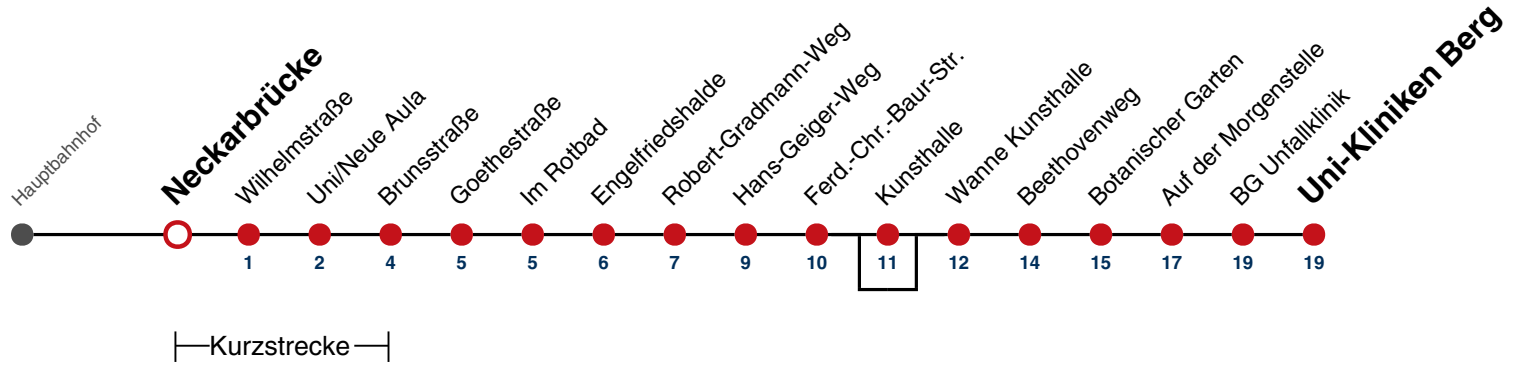 Hauptbahnhof
Neckarbrücke
Wilhelmstraße
Uni/Neue Aula
Brunsstraße
Goethestraße
Im Rotbad
Engelfriedshalde
Robert-Gradmann-Weg
Hans-Geiger-Weg
Ferd.-Chr.-Baur-Str.
Kunsthalle
Wanne Kunsthalle
Beethovenweg
Botanischer Garten
Auf der Morgenstelle
BG Unfallklinik
Uni-Kliniken Berg
1 2 4 5 5 6 7 9 10 11 12 14 15 17 19 19
Kurzstrecke